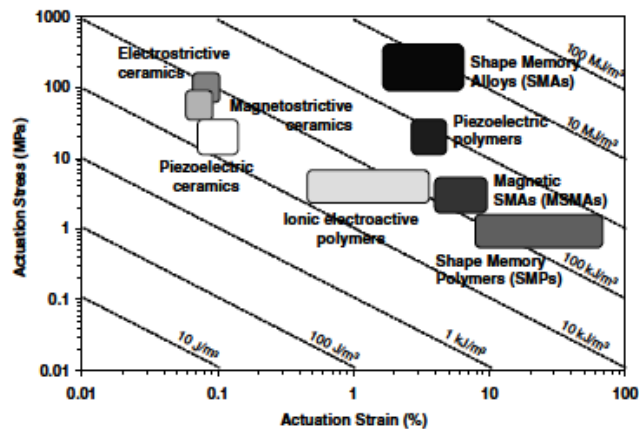 1000
100
10
1
0.1
0.01
Actuation Stress (MPa)
Electrostrictive
ceramics
Magnetostrictive
ceramics
Piezoelectric
ceramics
Shape Memory
Alloys (SMAs)
Piezoelectric
polymers
Ionic electroactive
polymers
Magnetic
SMAs (MSMAs)
Shape Memory
Polymers (SMPs)
100 MJ/m³
10 MJ/m³
100 kJ/m³
10 kJ/m³
1 kJ/m³
100 J/m³
10 J/m³
0.01
0.1
1
10
100
Actuation Strain (%)